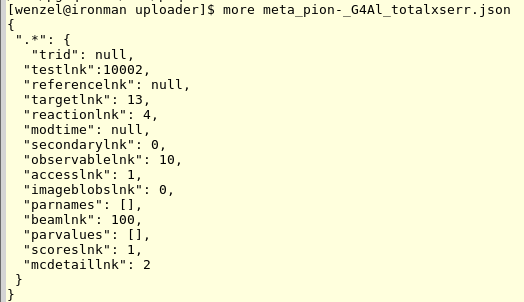 [wenzel@ironman uploader]$ more meta_pion-_G4Al_totalxserr.json
{
 ".*": {
   "trid": null,
  "testlnk":10002,
  "referencelnk": null,
  "targetlnk": 13,
  "reactionlnk": 4,
  "modtime": null,
  "secondarylnk": 0,
  "observablelnk": 10,
  "accesslnk": 1,
  "imageblobslnk": 0,
  "parnames": [],
  "beamlnk": 100,
  "parvalues": [],
  "scoreslnk": 1,
  "mcdetaillnk": 2
 }
}